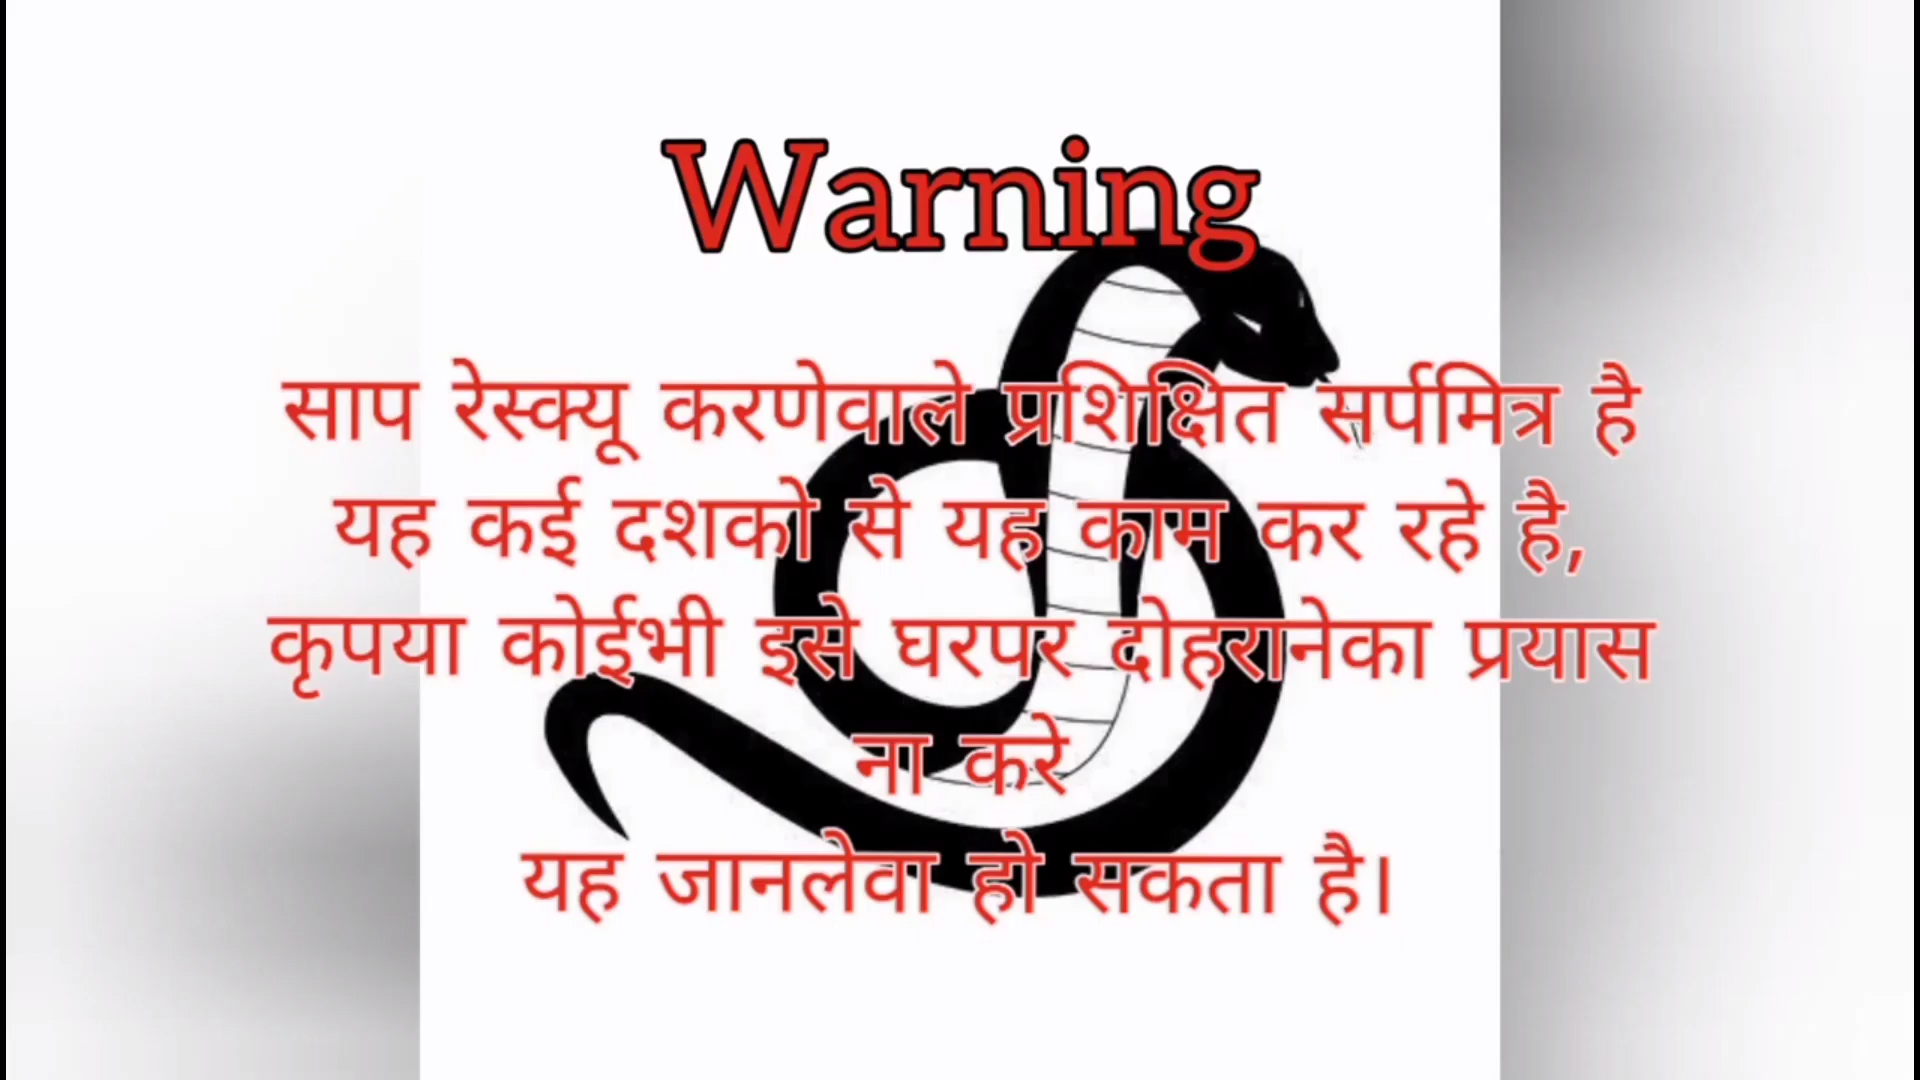 Warning
साप रेस्क्यू करणेवाले प्रशिक्षित सर्पमित्र है
यह कई दशको से यह काम कर रहे है,
कृपया कोईभी इसे घरपर दोहरानेका प्रयास
ना करे
यह जानलेवा हो सकता है।